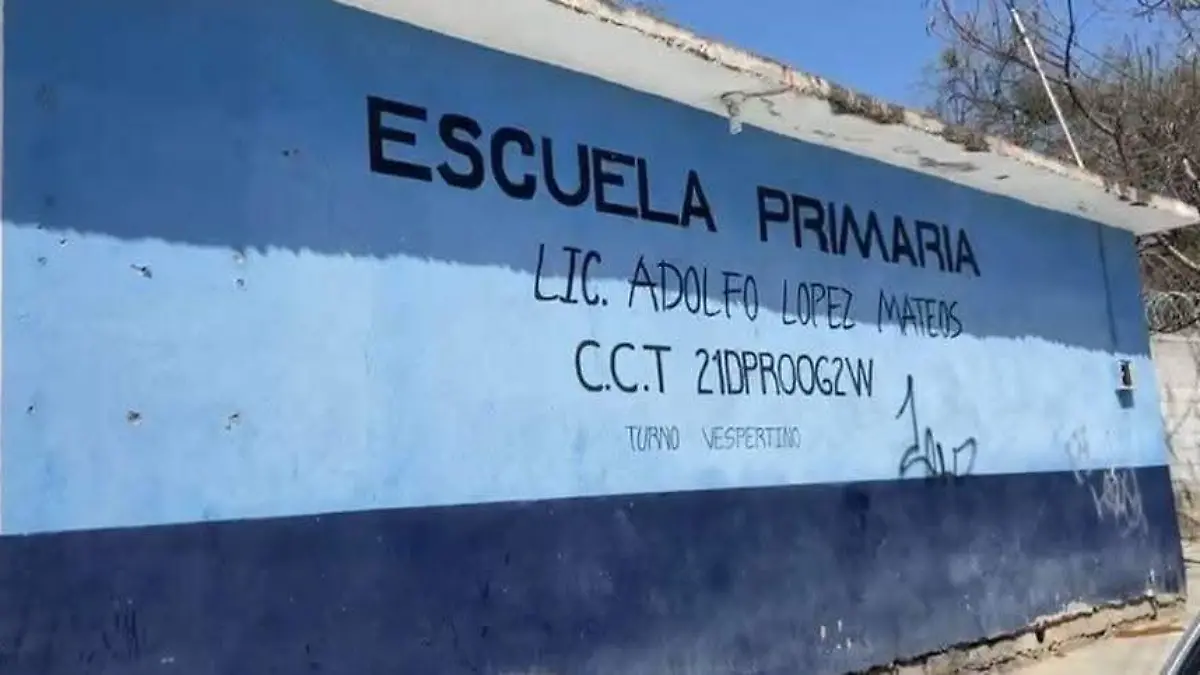 ESCUELA PRIMARIA
LIC. ADOLFO LOPEZ MATEOS
C.C.T 21DPR0062W
TURNO VESPERTINO